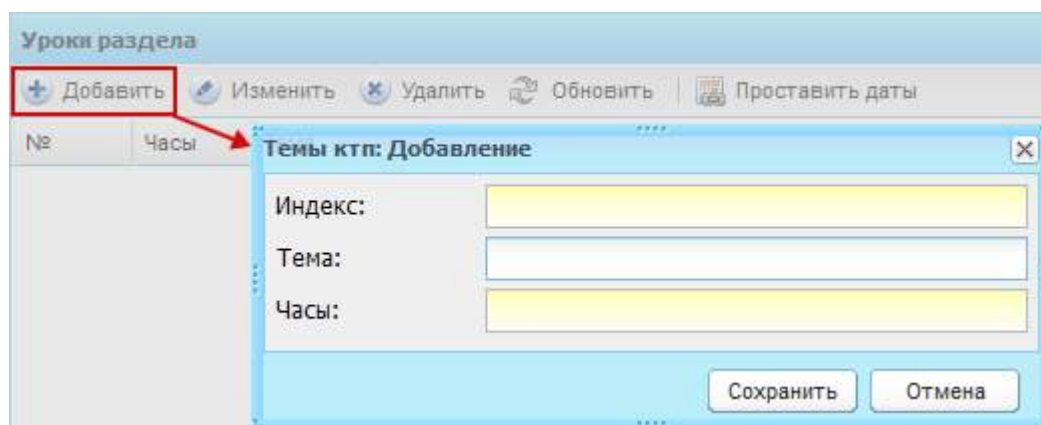 Уроки раздела
Добавить Изменить Удалить Обновить Проставить даты
№ Часы
Темы ктп: Добавление
Индекс:
Тема:
Часы:
Сохранить Отмена